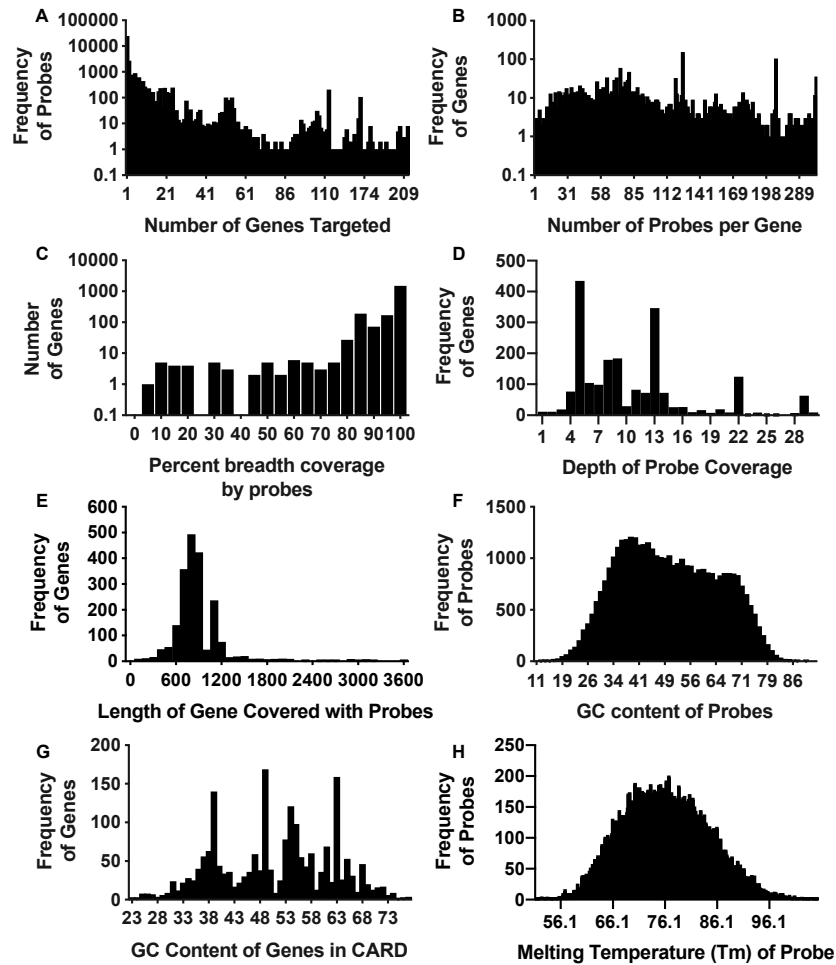 A
Frequency
of Probes
100000
10000
1000
100
10
1
0.1
1 21 41 61 86 110 174 209
Number of Genes Targeted
B
Frequency
of Genes
1000
100
10
1
0.1
1 31 58 85 112 141 169 198 289
Number of Probes per Gene
C
Number
of Genes
10000
1000
100
10
1
0.1
0 10 20 30 40 50 60 70 80 90 100
Percent breadth coverage
by probes
D
Frequency
of Genes
500
400
300
200
100
0
1 4 7 10 13 16 19 22 25 28
Depth of Probe Coverage
E
Frequency
of Genes
600
500
400
300
200
100
0
0 600 1200 1800 2400 3000 3600
Length of Gene Covered with Probes
F
Frequency
of Probes
1500
1000
500
0
11 19 26 34 41 49 56 64 71 79 86
GC content of Probes
G
Frequency
of Genes
200
150
100
50
0
23 28 33 38 43 48 53 58 63 68 73
GC Content of Genes in CARD
H
Frequency
of Probes
250
200
150
100
50
0
56.1 66.1 76.1 86.1 96.1
Melting Temperature (Tm) of Probe